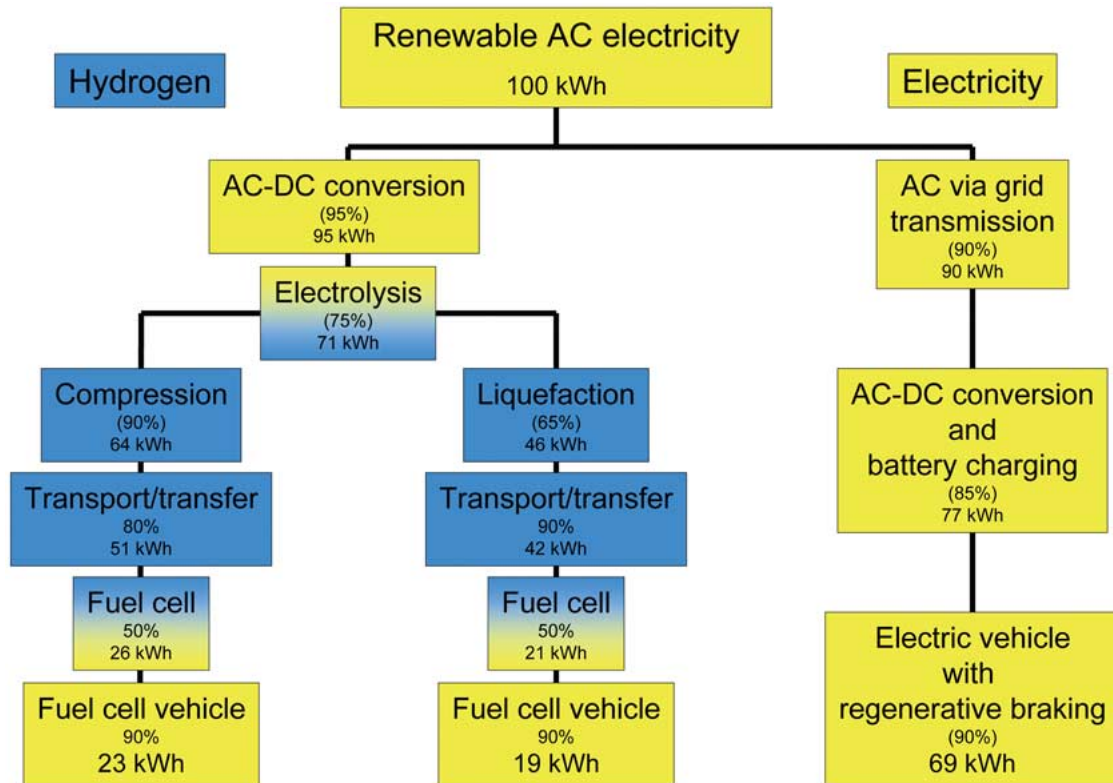 Renewable AC electricity
100 kWh
Hydrogen
Electricity
AC-DC conversion
(95%)
95 kWh
Electrolysis
(75%)
71 kWh
Compression
(90%)
64 kWh
Transport/transfer
80%
51 kWh
Fuel cell
50%
26 kWh
Fuel cell vehicle
90%
23 kWh
Liquefaction
(65%)
46 kWh
Transport/transfer
90%
42 kWh
Fuel cell
50%
21 kWh
Fuel cell vehicle
90%
19 kWh
AC via grid
transmission
(90%)
90 kWh
AC-DC conversion
and
battery charging
(85%)
77 kWh
Electric vehicle
with
regenerative braking
(90%)
69 kWh